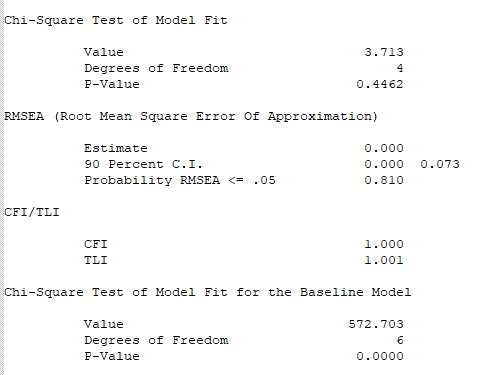 Chi-Square Test of Model Fit
Value 3.713
Degrees of Freedom 4
P-Value 0.4462
RMSEA (Root Mean Square Error Of Approximation)
Estimate 0.000
90 Percent C.I. 0.000 0.073
Probability RMSEA <= .05 0.810
CFI/TLI
CFI 1.000
TLI 1.001
Chi-Square Test of Model Fit for the Baseline Model
Value 572.703
Degrees of Freedom 6
P-Value 0.0000